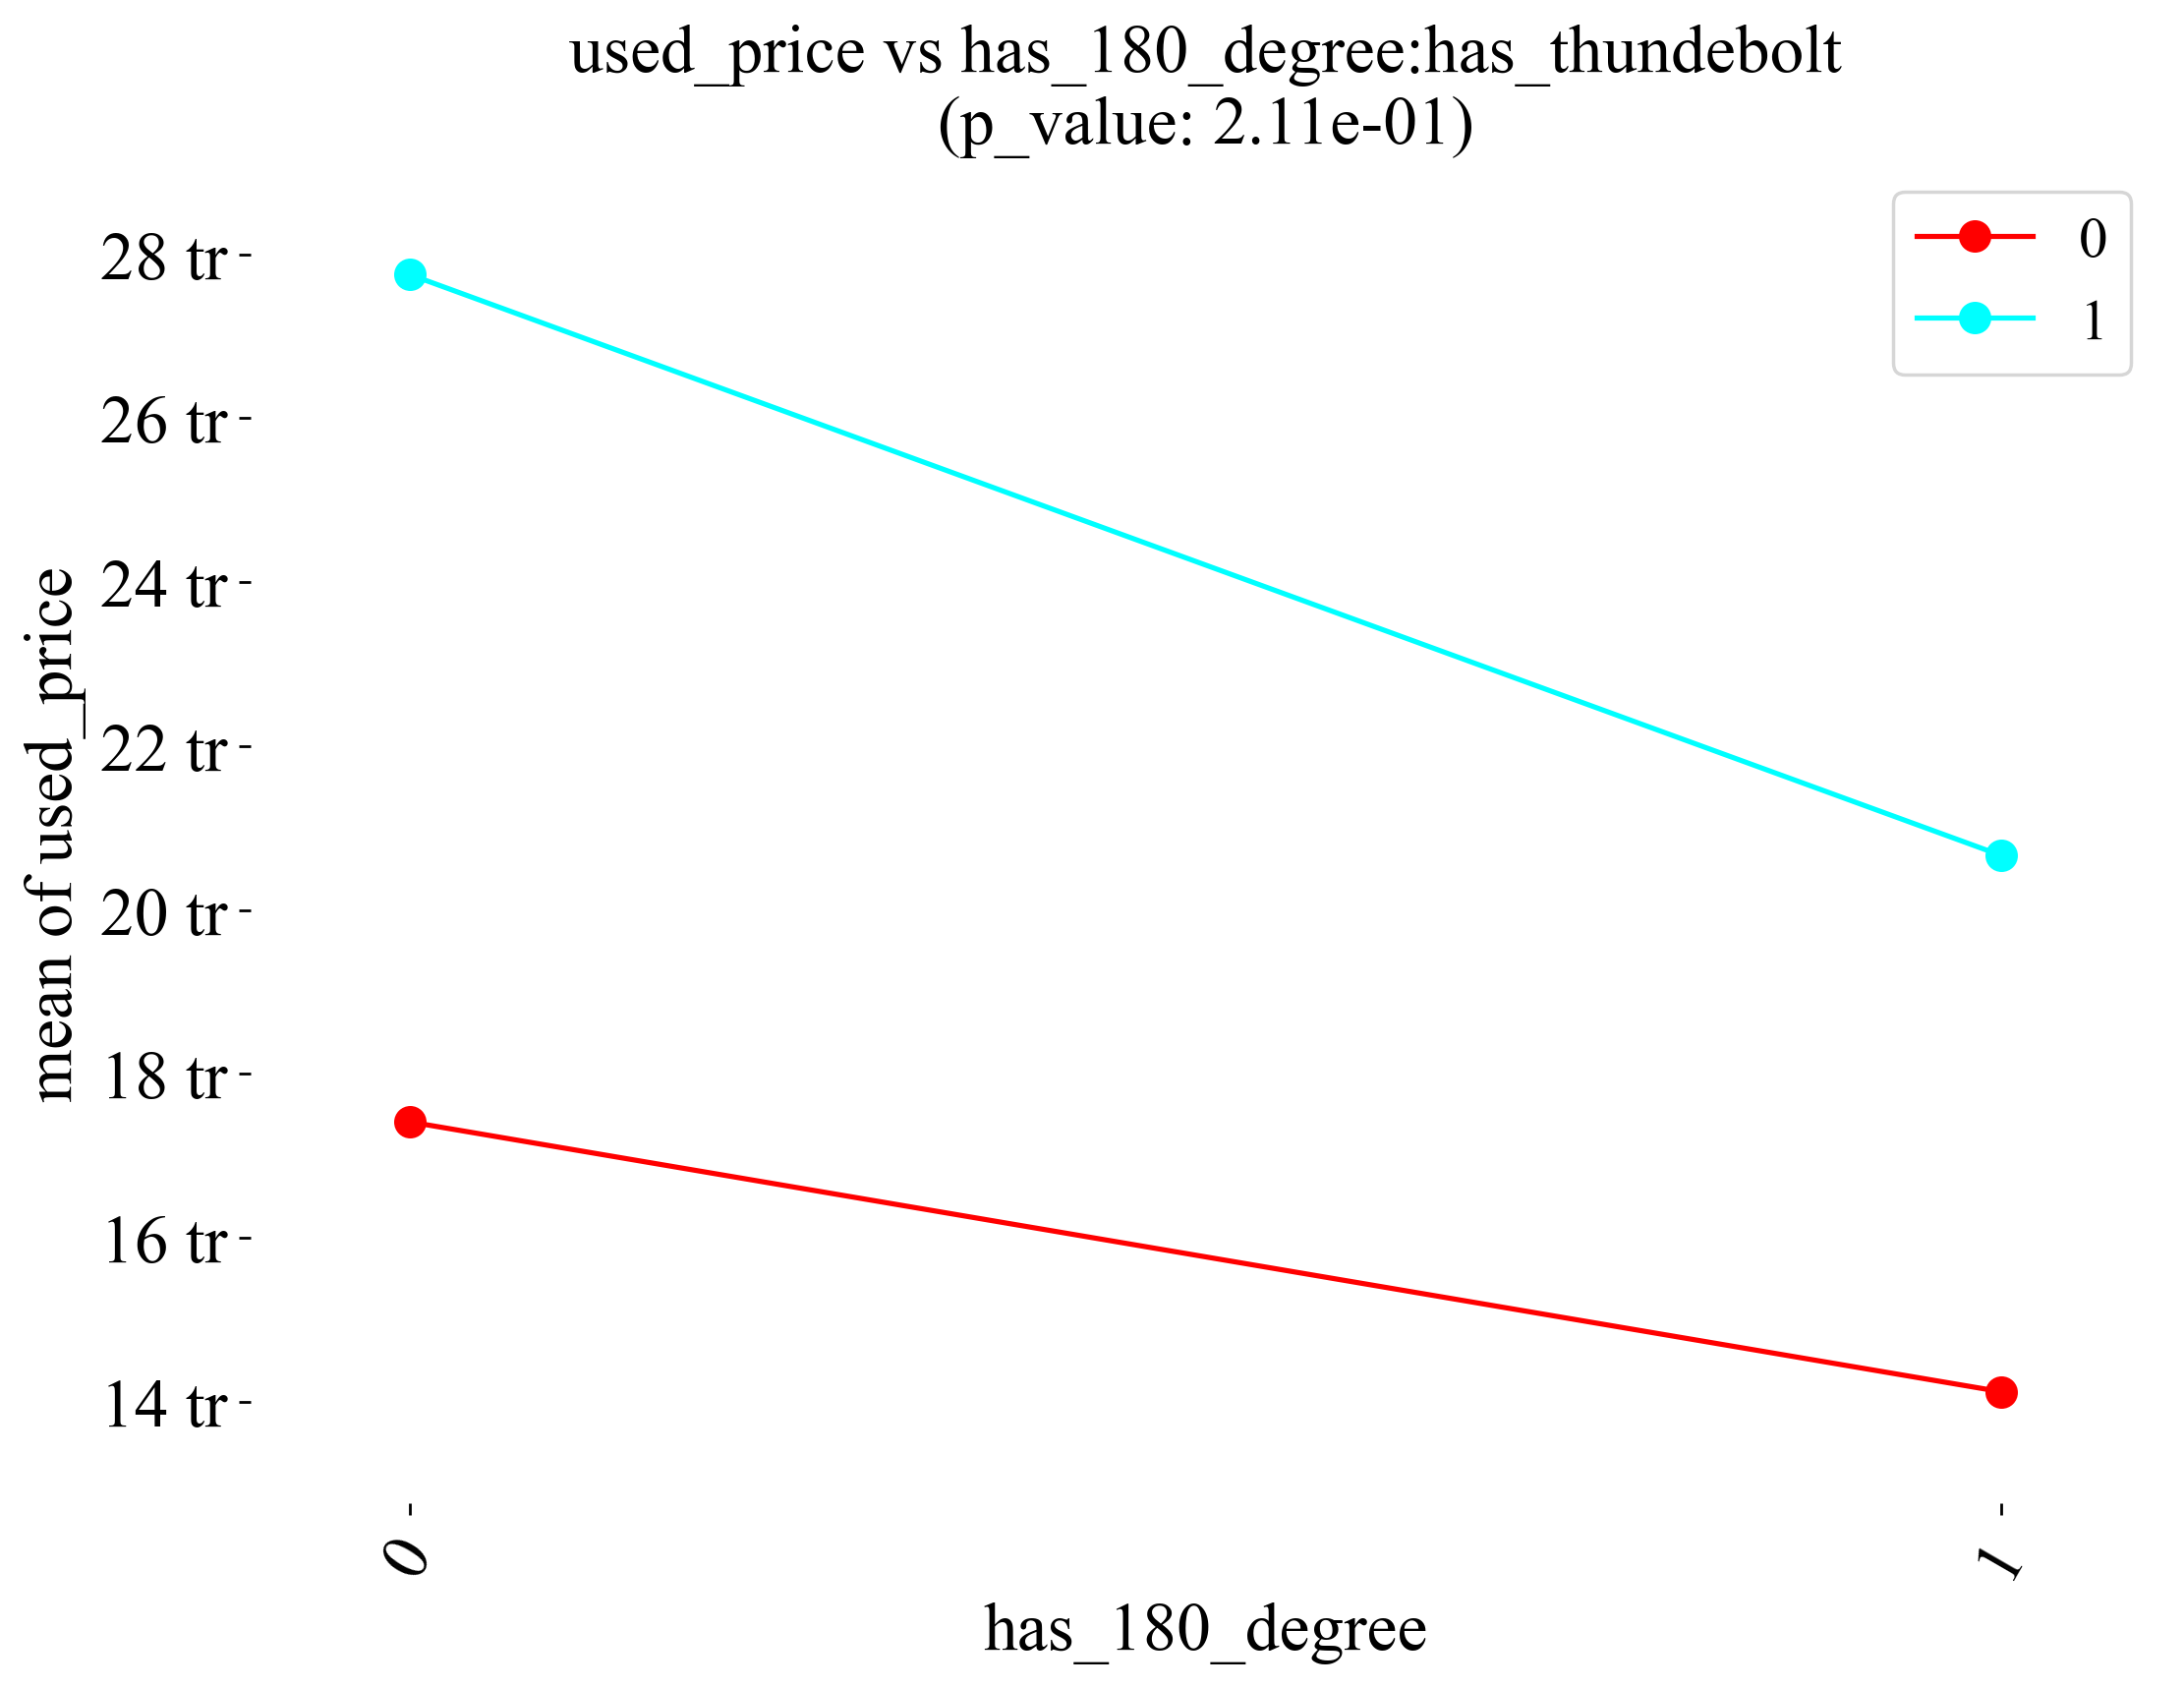 used_price vs has_180_degree:has_thundebolt
(p_value: 2.11e-01)
0
1
28 tr
26 tr
24 tr
22 tr
20 tr
18 tr
16 tr
14 tr
mean of used_price
0
1
has_180_degree